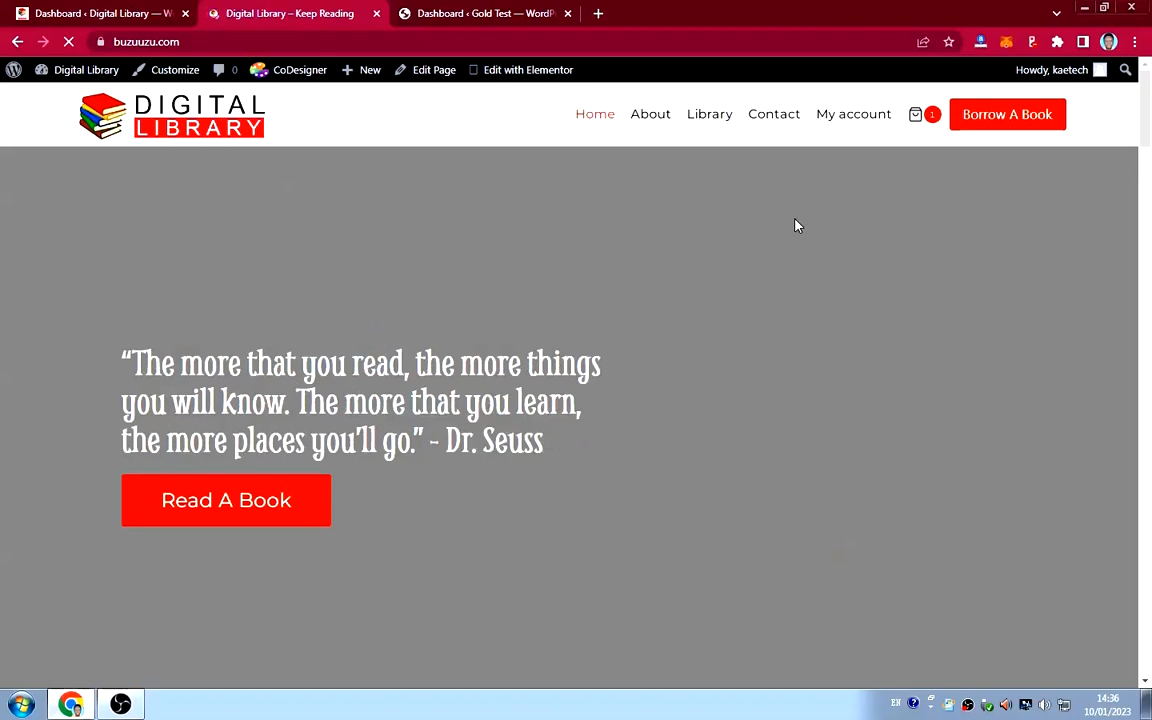 Dashboard ‹ Digital Library — W
Digital Library – Keep Reading
Dashboard ‹ Gold Test — WordP
buzuuzu.com
Digital Library
Customize
0
CoDesigner
New
Edit Page
Edit with Elementor
Howdy, kaetech
DIGITAL
LIBRARY
Home
About
Library
Contact
My account
1
Borrow A Book
“The more that you read, the more things
you will know. The more that you learn,
the more places you’ll go.” - Dr. Seuss
Read A Book
EN
14:36
10/01/2023